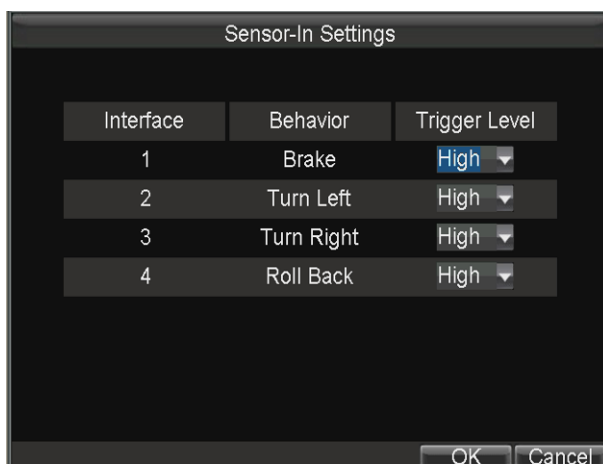 Sensor-In Settings
Interface Behavior Trigger Level
1 Brake High
2 Turn Left High
3 Turn Right High
4 Roll Back High
OK Cancel